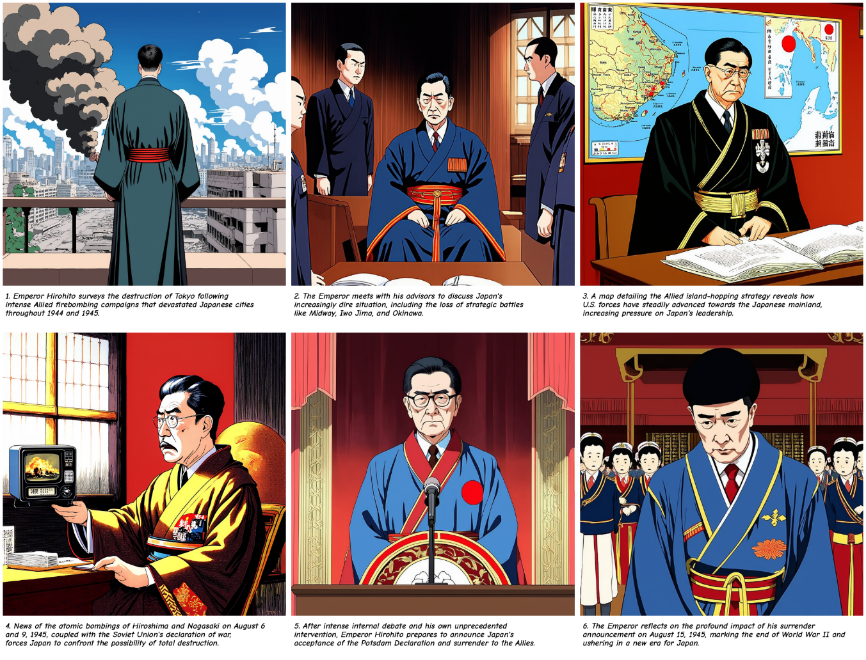 1. Emperor Hirohito surveys the destruction of Tokyo following
intense Allied firebombing campaigns that devastated Japanese cities
throughout 1944 and 1945.
2. The Emperor meets with his advisors to discuss Japan's
increasingly dire situation, including the loss of strategic battles
like Midway, Iwo Jima, and Okinawa.
3. A map detailing the Allied island-hopping strategy reveals how
U.S. forces have steadily advanced towards the Japanese mainland,
increasing pressure on Japan's leadership.
4. News of the atomic bombings of Hiroshima and Nagasaki on August 6
and 9, 1945, coupled with the Soviet Union's declaration of war,
forces Japan to confront the possibility of total destruction.
5. After intense internal debate and his own unprecedented
intervention, Emperor Hirohito prepares to announce Japan's
acceptance of the Potsdam Declaration and surrender to the Allies.
6. The Emperor reflects on the profound impact of his surrender
announcement on August 15, 1945, marking the end of World War II and
ushering in a new era for Japan.